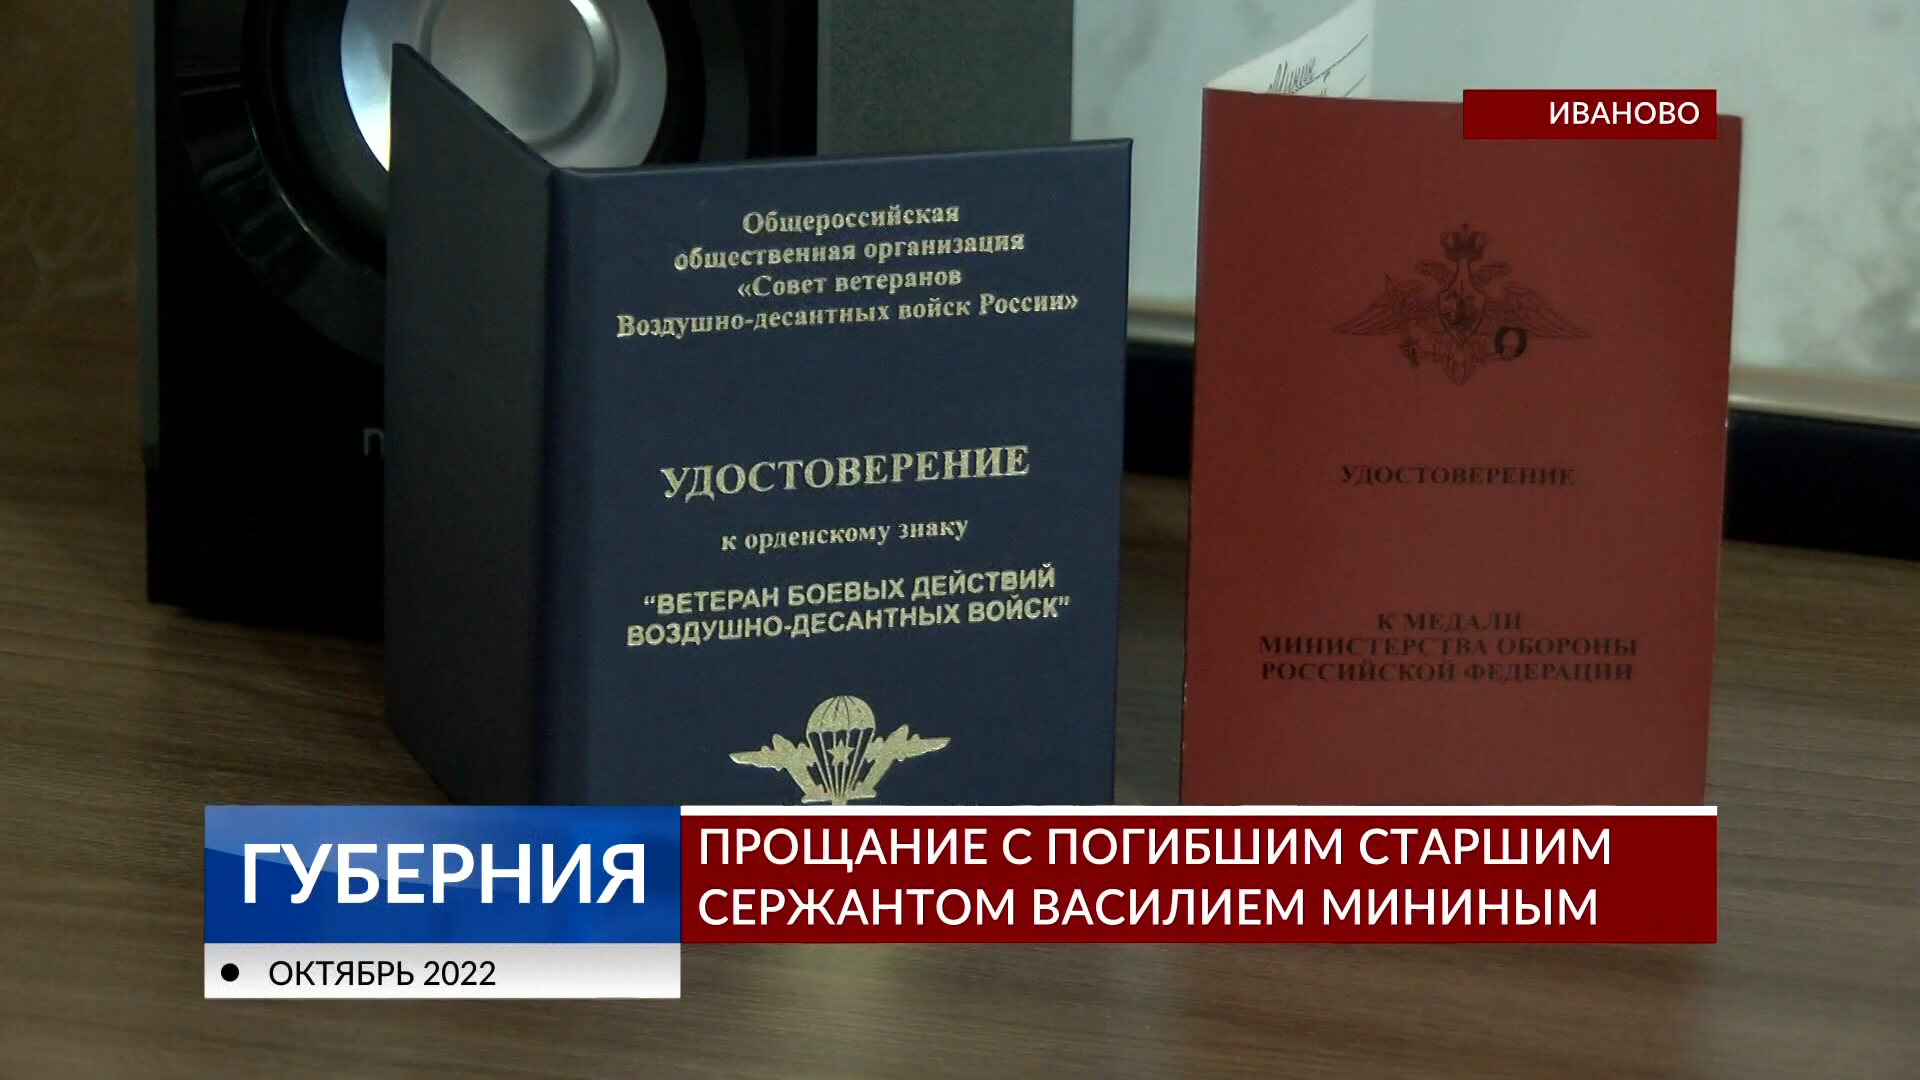 ИВАНОВО
Общероссийская
общественная организация
«Совет ветеранов
Воздушно-десантных войск России»
УДОСТОВЕРЕНИЕ
к орденскому знаку
“ВЕТЕРАН БОЕВЫХ ДЕЙСТВИЙ
ВОЗДУШНО-ДЕСАНТНЫХ ВОЙСК"
УДОСТОВЕРЕНИЕ
К МЕДАЛИ
МИНИСТЕРСТВА ОБОРОНЫ
РОССИЙСКОЙ ФЕДЕРАЦИИ
ГУБЕРНИЯ
ПРОЩАНИЕ С ПОГИБШИМ СТАРШИМ
СЕРЖАНТОМ ВАСИЛИЕМ МИНИНЫМ
ОКТЯБРЬ 2022